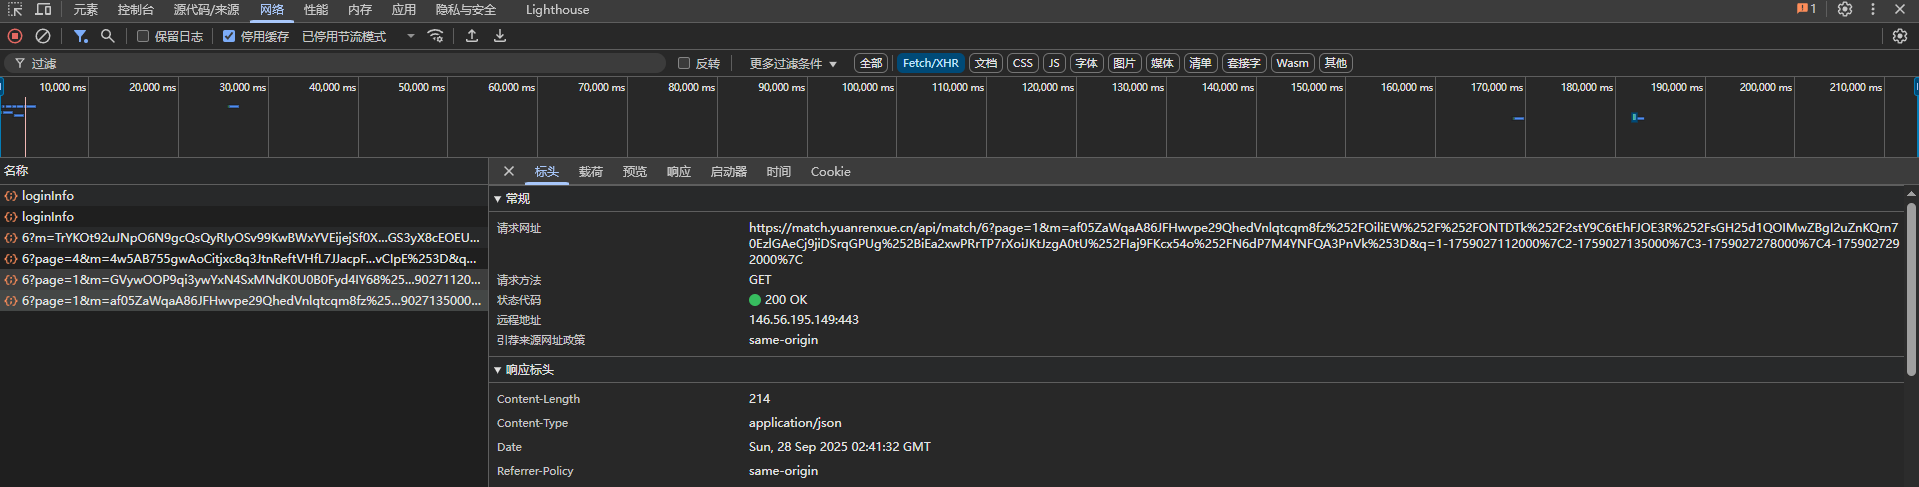 元素 控制台 源代码/来源 网络 性能 内存 应用 隐私与安全 Lighthouse 1
保留日志 停用缓存 已停用节流模式
过滤 反转 更多过滤条件 全部 Fetch/XHR 文档 CSS JS 字体 图片 媒体 清单 套接字 Wasm 其他
10,000 ms 20,000 ms 30,000 ms 40,000 ms 50,000 ms 60,000 ms 70,000 ms 80,000 ms 90,000 ms 100,000 ms 110,000 ms 120,000 ms 130,000 ms 140,000 ms 150,000 ms 160,000 ms 170,000 ms 180,000 ms 190,000 ms 200,000 ms 210,000 ms
名称
loginInfo
loginInfo
6?m=TrYKOt92uJNpO6N9gcQsQyRIyOSv99KwBWxYVEijejSf0X...GS3yX8cEOEU...
6?page=4&m=4w5AB755gwAoCitjxc8q3JtnReftVHfL7JJacpF...vCIpE%253D&q...
6?page=1&m=GVywOOP9qi3ywYxN4SxMNdK0U0B0Fyd4IY68%25...90271120...
6?page=1&m=af05ZaWqaA86JFHwvpe29QhedVnlqtcqm8fz%25...9027135000...
标头 载荷 预览 响应 启动器 时间 Cookie
常规
请求网址
https://match.yuanrenxue.cn/api/match/6?page=1&m=af05ZaWqaA86JFHwvpe29QhedVnlqtcqm8fz%252FOiliEW%252F%252FONTDTk%252F2stY9C6tEhFJOE3R%252FsGH25d1QOIMwZBgI2uZnKQrn7
0EzlGAeCj9jiDSrqGPUg%252BiEa2xwPRrTP7rXoiJKtJzgA0tU%252FIaj9FKcx54o%252FN6dP7M4YNFQA3PnVk%253D&q=1-1759027112000%7C2-1759027135000%7C3-1759027278000%7C4-175902729
2000%7C
请求方法 GET
状态代码 200 OK
远程地址 146.56.195.149:443
引荐来源网址政策 same-origin
响应标头
Content-Length 214
Content-Type application/json
Date Sun, 28 Sep 2025 02:41:32 GMT
Referrer-Policy same-origin